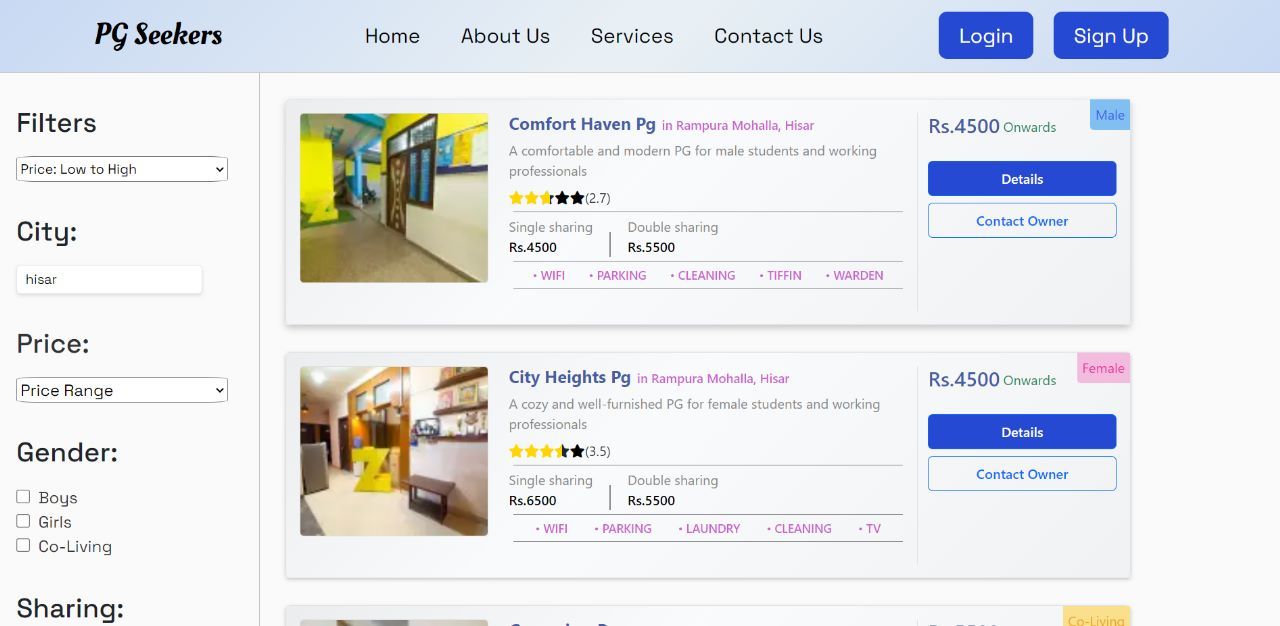 PG Seekers
Home
About Us
Services
Contact Us
Login
Sign Up
Filters
Price: Low to High
City:
hisar
Price:
Price Range
Gender:
Boys
Girls
Co-Living
Sharing:
Comfort Haven Pg in Rampura Mohalla, Hisar
A comfortable and modern PG for male students and working
professionals
(2.7)
Single sharing
Rs.4500
Double sharing
Rs.5500
• WIFI • PARKING • CLEANING • TIFFIN • WARDEN
Male
Rs.4500 Onwards
Details
Contact Owner
Z
City Heights Pg in Rampura Mohalla, Hisar
A cozy and well-furnished PG for female students and working
professionals
(3.5)
Single sharing
Rs.6500
Double sharing
Rs.5500
• WIFI • PARKING • LAUNDRY • CLEANING • TV
Female
Rs.4500 Onwards
Details
Contact Owner
Z
Co-Living